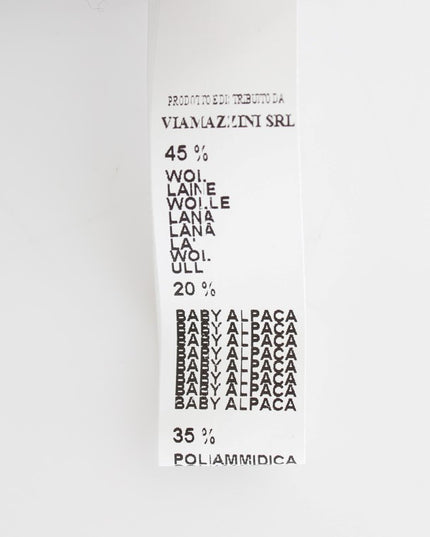 PRODOTTO E DISTRIBUITO DA
VIAMAZZINI SRL
45 %
WOL
LAINE
WOLLE
LANA
LANA
LA'
WOL
ULL
20 %
BABY ALPACA
BABY ALPACA
BABY ALPACA
BABY ALPACA
BABY ALPACA
BABY ALPACA
BABY ALPACA
BABY ALPACA
35 %
POLIAMMIDICA